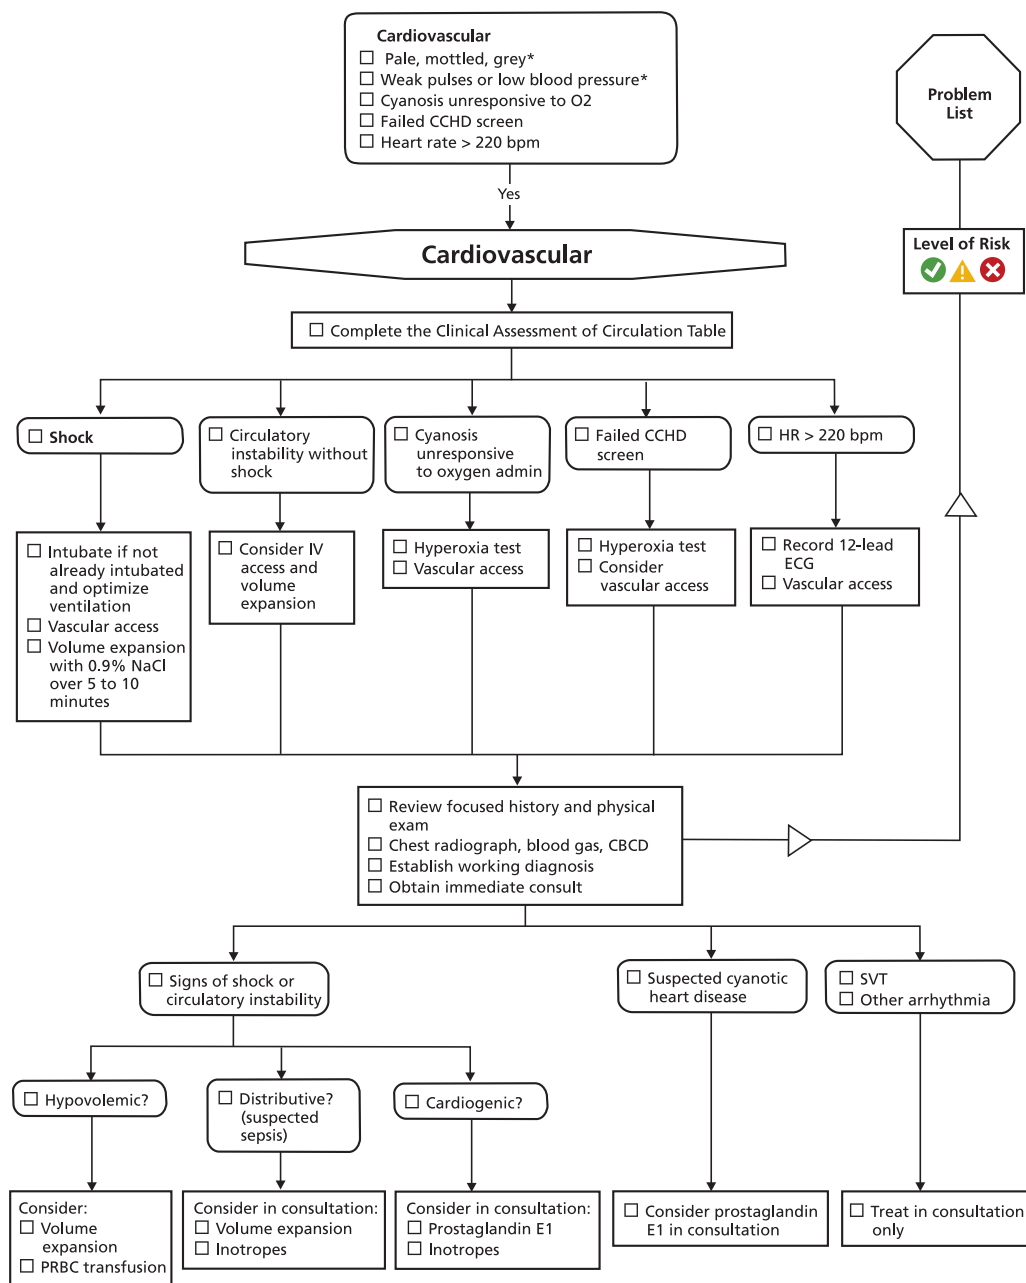 Cardiovascular
Pale, mottled, grey*
Weak pulses or low blood pressure*
Cyanosis unresponsive to O2
Failed CCHD screen
Heart rate > 220 bpm
Problem
List
Yes
Level of Risk
Cardiovascular
Complete the Clinical Assessment of Circulation Table
Shock
Circulatory
instability without
shock
Cyanosis
unresponsive
to oxygen admin
Failed CCHD
screen
HR > 220 bpm
Intubate if not
already intubated
and optimize
ventilation
Vascular access
Volume expansion
with 0.9% NaCl
over 5 to 10
minutes
Consider IV
access and
volume
expansion
Hyperoxia test
Vascular access
Hyperoxia test
Consider
vascular access
Record 12-lead
ECG
Vascular access
Review focused history and physical
exam
Chest radiograph, blood gas, CBCD
Establish working diagnosis
Obtain immediate consult
Signs of shock or
circulatory instability
Suspected cyanotic
heart disease
SVT
Other arrhythmia
Hypovolemic?
Distributive?
(suspected
sepsis)
Cardiogenic?
Consider:
Volume
expansion
PRBC transfusion
Consider in consultation:
Volume expansion
Inotropes
Consider in consultation:
Prostaglandin E1
Inotropes
Consider prostaglandin
E1 in consultation
Treat in consultation
only